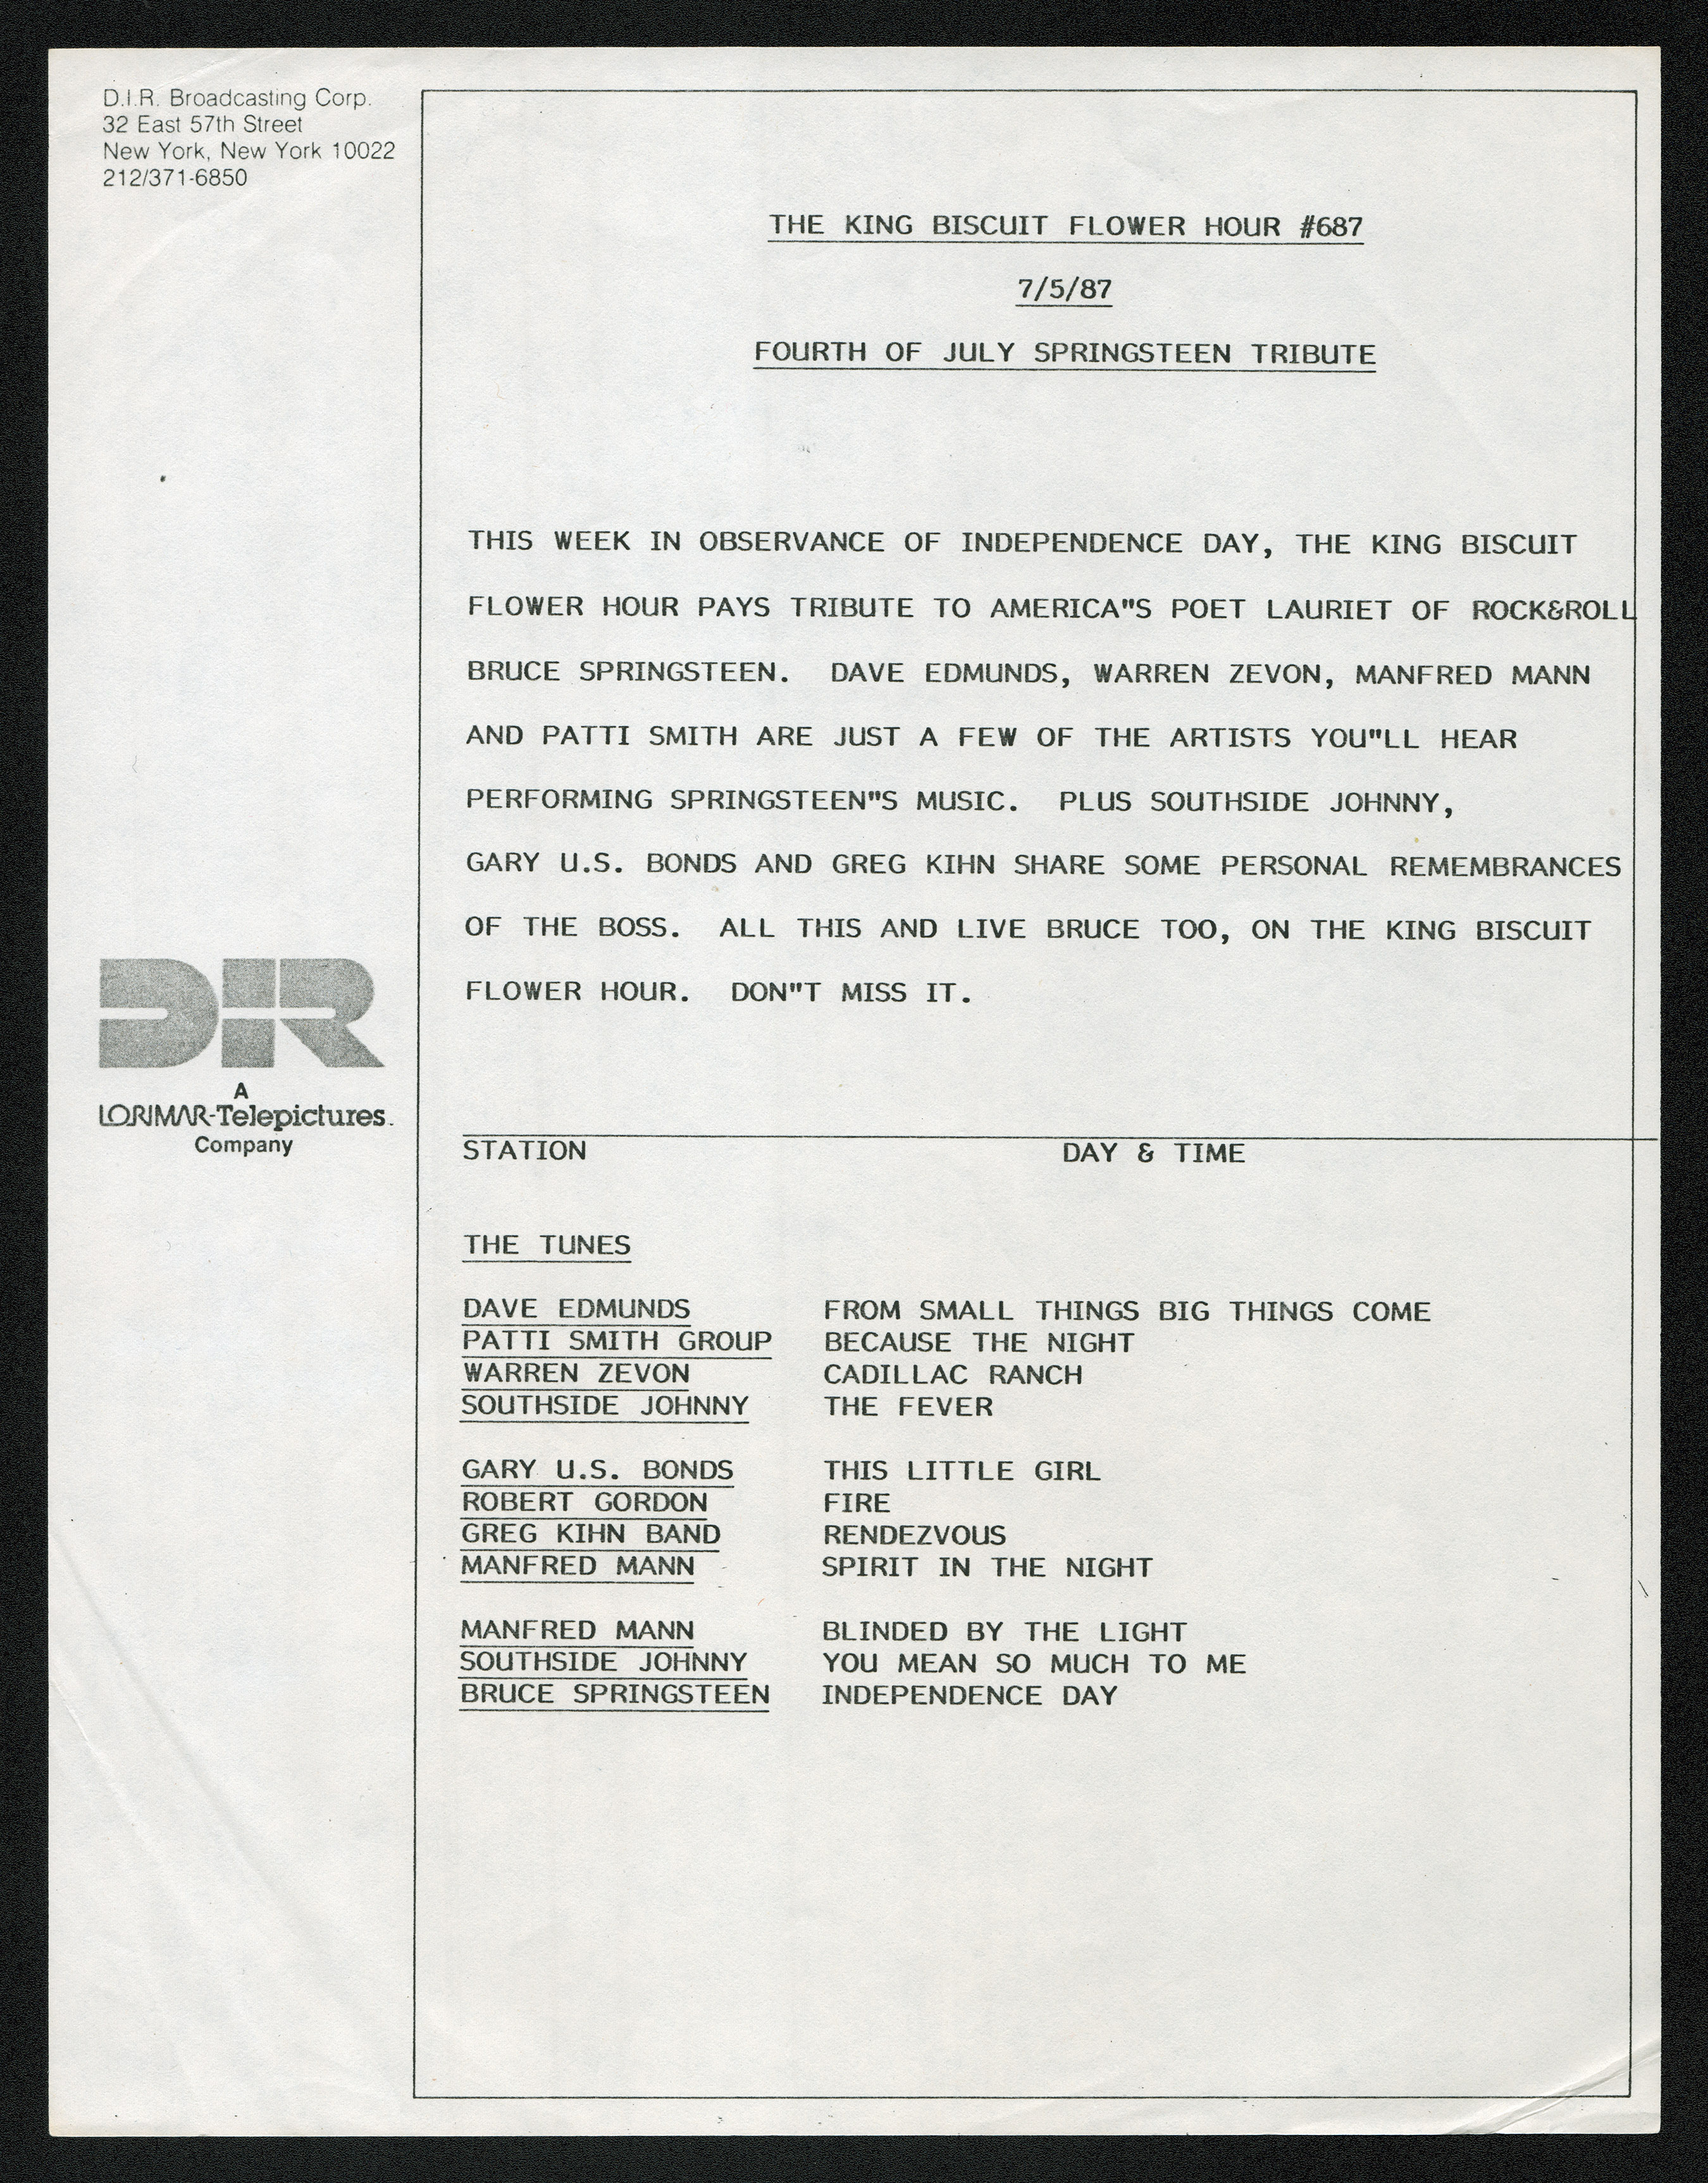 D.I.R. Broadcasting Corp.
32 East 57th Street
New York, New York 10022
212/371-6850
THE KING BISCUIT FLOWER HOUR #687
7/5/87
FOURTH OF JULY SPRINGSTEEN TRIBUTE
THIS WEEK IN OBSERVANCE OF INDEPENDENCE DAY, THE KING BISCUIT
FLOWER HOUR PAYS TRIBUTE TO AMERICA"S POET LAURIET OF ROCK&ROLL
BRUCE SPRINGSTEEN. DAVE EDMUNDS, WARREN ZEVON, MANFRED MANN
AND PATTI SMITH ARE JUST A FEW OF THE ARTISTS YOU"LL HEAR
PERFORMING SPRINGSTEEN"S MUSIC. PLUS SOUTHSIDE JOHNNY,
GARY U.S. BONDS AND GREG KIHN SHARE SOME PERSONAL REMEMBRANCES
OF THE BOSS. ALL THIS AND LIVE BRUCE TOO, ON THE KING BISCUIT
FLOWER HOUR. DON"T MISS IT.
DIR
A
LORIMAR-Telepictures.
Company
STATION DAY & TIME
THE TUNES
DAVE EDMUNDS FROM SMALL THINGS BIG THINGS COME
PATTI SMITH GROUP BECAUSE THE NIGHT
WARREN ZEVON CADILLAC RANCH
SOUTHSIDE JOHNNY THE FEVER
GARY U.S. BONDS THIS LITTLE GIRL
ROBERT GORDON FIRE
GREG KIHN BAND RENDEZVOUS
MANFRED MANN SPIRIT IN THE NIGHT
MANFRED MANN BLINDED BY THE LIGHT
SOUTHSIDE JOHNNY YOU MEAN SO MUCH TO ME
BRUCE SPRINGSTEEN INDEPENDENCE DAY